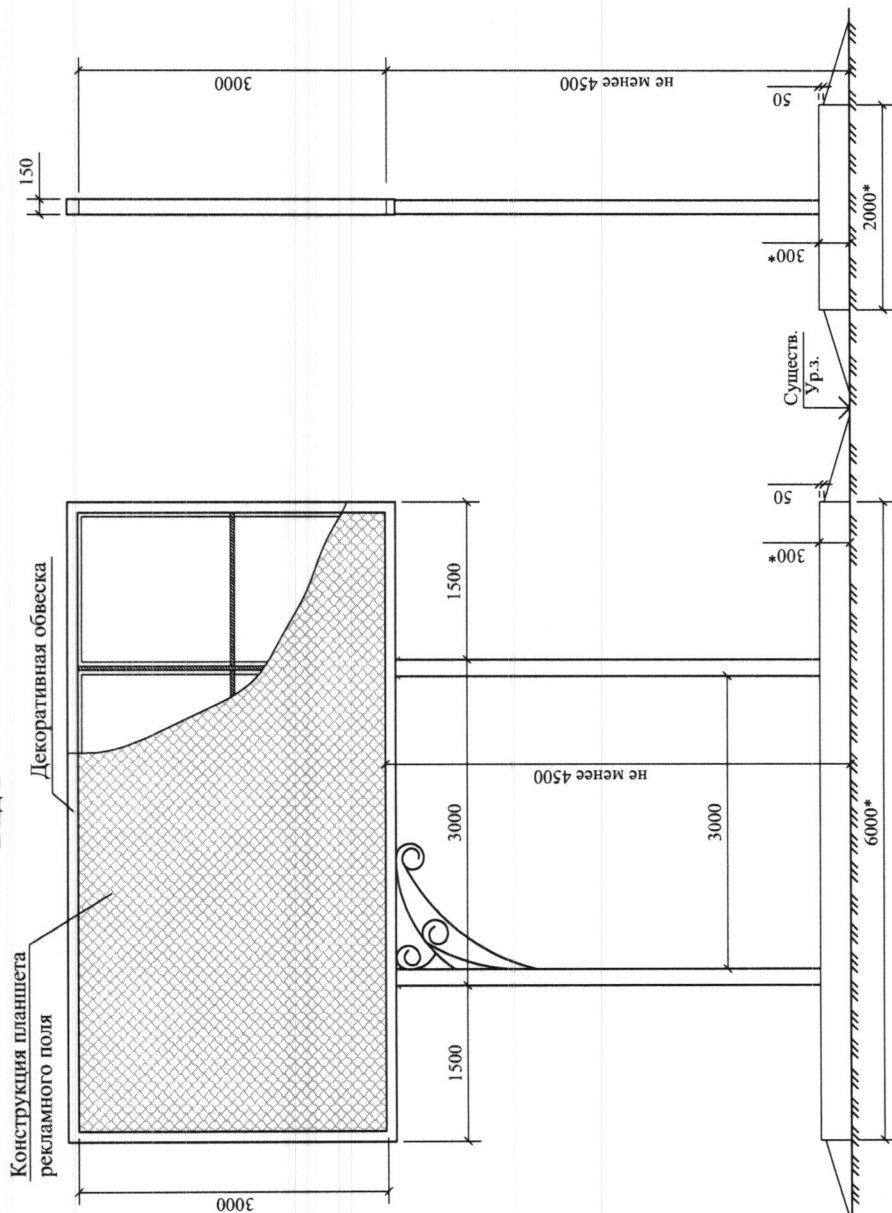 Конструкция планшета
рекламного поля
Декоративная обвеска
150
3000
не менее 4500
50
300*
2000*
Существ.
Ур.з.
50
300*
1500
3000
1500
не менее 4500
3000
6000*
3000